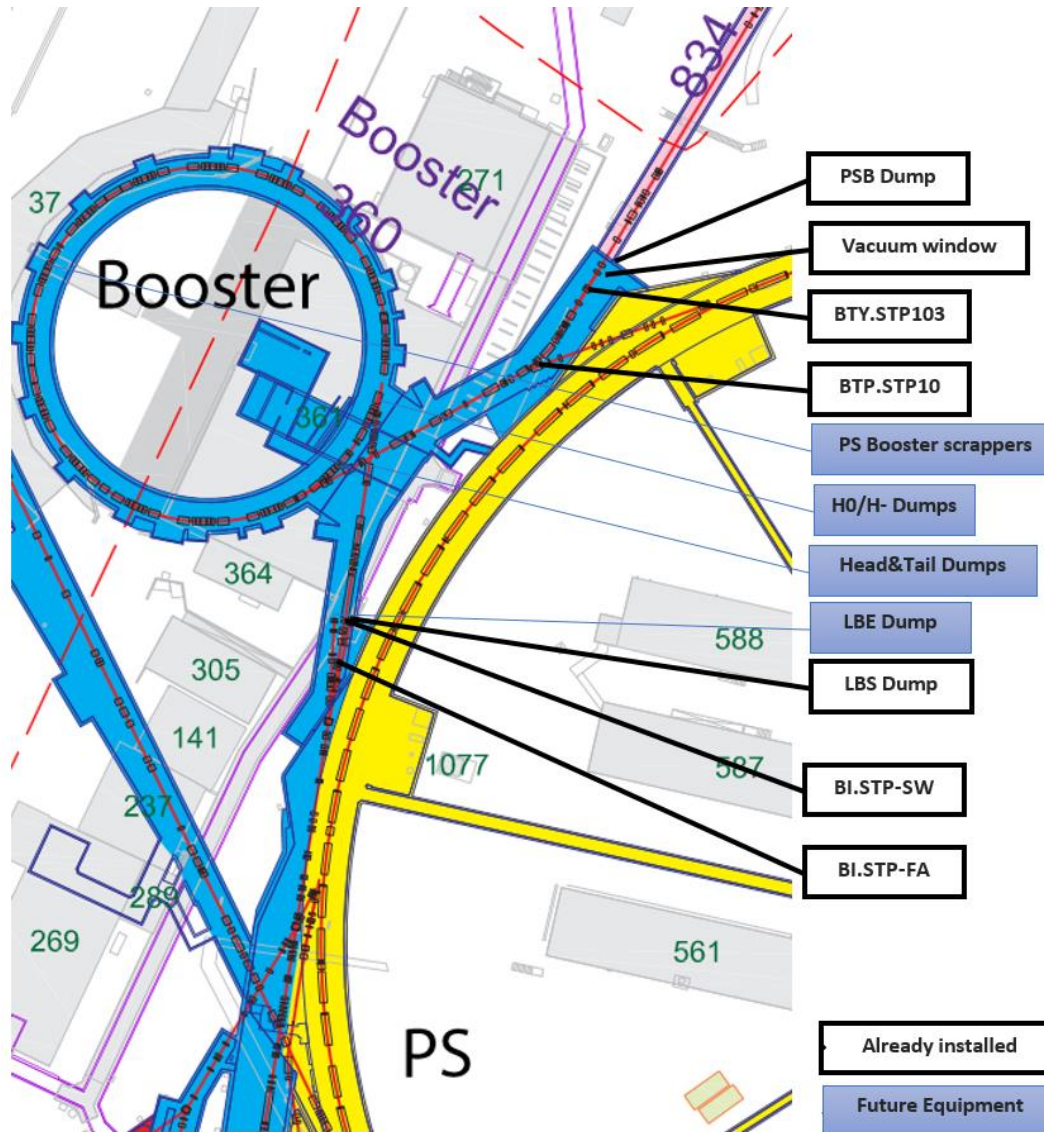 834
Booster
360
271
37
Booster
361
364
305
141
237
289
269
588
587
1077
561
PS
PSB Dump
Vacuum window
BTY.STP103
BTP.STP10
PS Booster scrappers
H0/H- Dumps
Head&Tail Dumps
LBE Dump
LBS Dump
BI.STP-SW
BI.STP-FA
Already installed
Future Equipment